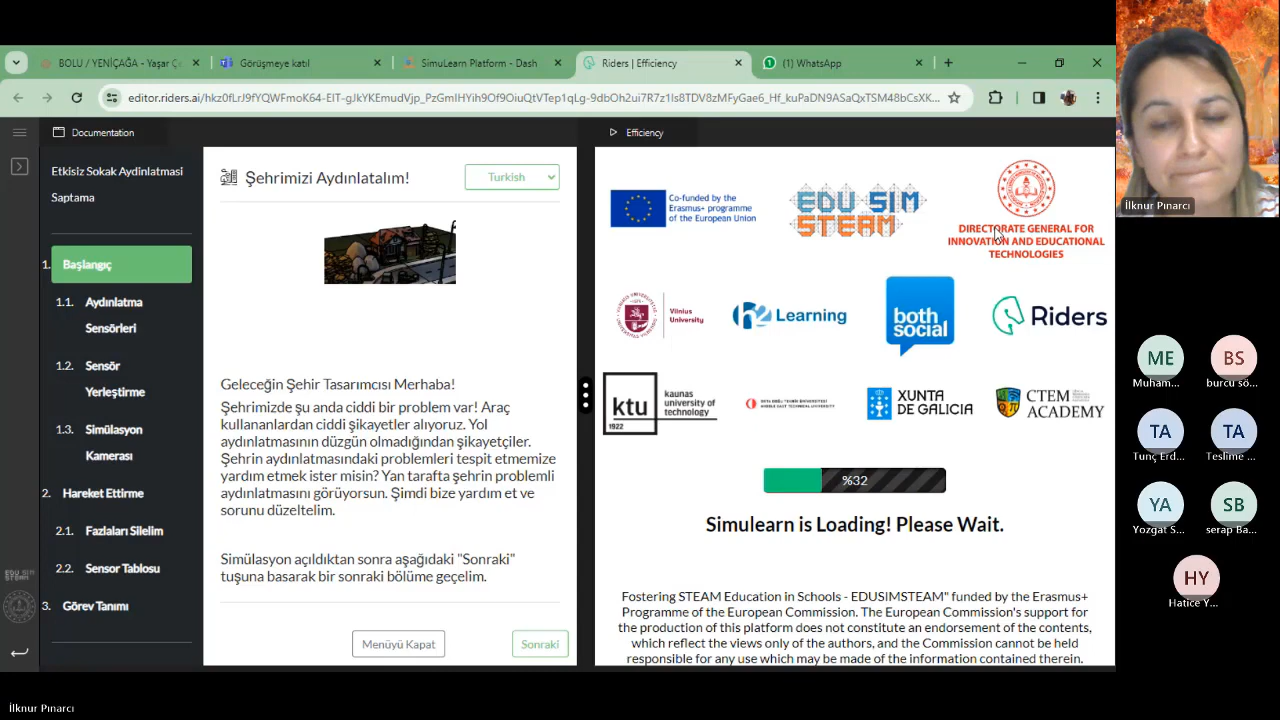 BOLU / YENİÇAĞA - Yaşar Ç
Görüşmeye katıl
SimuLearn Platform - Dash
Riders | Efficiency
(1) WhatsApp
Documentation
Efficiency
Etkisiz Sokak Aydinlatmasi
Saptama
1. Başlangıç
1.1. Aydınlatma
Sensörleri
1.2. Sensör
Yerleştirme
1.3. Simülasyon
Kamerası
2. Hareket Ettirme
2.1. Fazlaları Silelim
2.2. Sensor Tablosu
3. Görev Tanımı
Şehrimizi Aydınlatalım!
Turkish
Geleceğin Şehir Tasarımcısı Merhaba!
Şehrimizde şu anda ciddi bir problem var! Araç
kullananlardan ciddi şikayetler alıyoruz. Yol
aydınlatmasının düzgün olmadığından şikayetçiler.
Şehrin aydınlatmasındaki problemleri tespit etmemize
yardım etmek ister misin? Yan tarafta şehrin problemli
aydınlatmasını görüyorsun. Şimdi bize yardım et ve
sorunu düzeltelim.
Simülasyon açıldıktan sonra aşağıdaki "Sonraki"
tuşuna basarak bir sonraki bölüme geçelim.
Menüyü Kapat
Sonraki
Co-funded by the
Erasmus+ programme
of the European Union
EDU SIM
STEAM
DIRECTORATE GENERAL FOR
INNOVATION AND EDUCATIONAL
TECHNOLOGIES
Vilnius
University
h2 Learning
both
social
Riders
ktu
1922
kaunas
university of
technology
XUNTA
DE GALICIA
CTEM
ACADEMY
%32
Simulearn is Loading! Please Wait.
Fostering STEAM Education in Schools - EDUSIMSTEAM" funded by the Erasmus+
Programme of the European Commission. The European Commission's support for
the production of this platform does not constitute an endorsement of the contents,
which reflect the views only of the authors, and the Commission cannot be held
responsible for any use which may be made of the information contained therein.
İlknur Pınarcı
ME
Muham...
BS
burcu sö...
TA
Tunç Erd...
TA
Teslime ...
YA
Yozgat S...
SB
serap Ba...
HY
Hatice Y...
İlknur Pınarcı